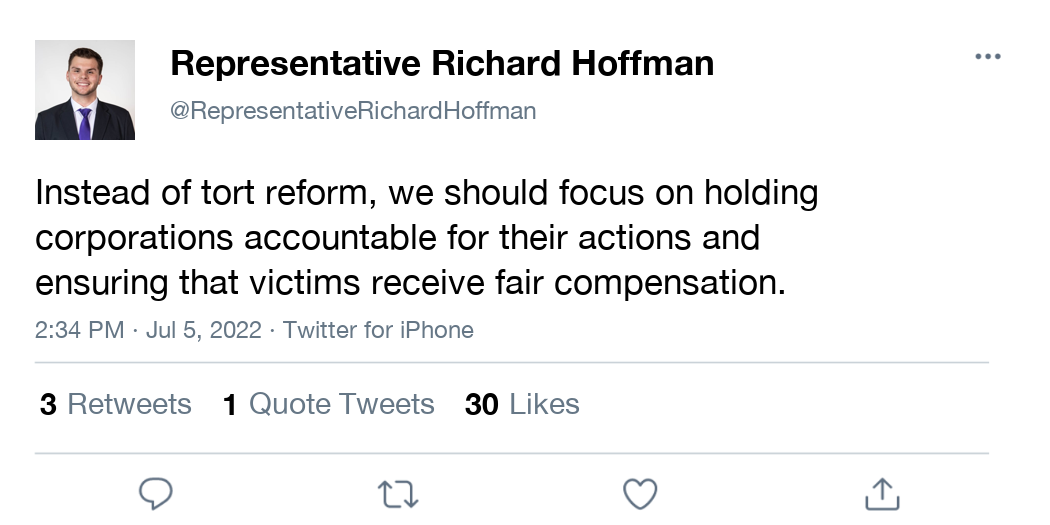 Representative Richard Hoffman
@RepresentativeRichardHoffman
Instead of tort reform, we should focus on holding
corporations accountable for their actions and
ensuring that victims receive fair compensation.
2:34 PM · Jul 5, 2022 · Twitter for iPhone
3 Retweets 1 Quote Tweets 30 Likes